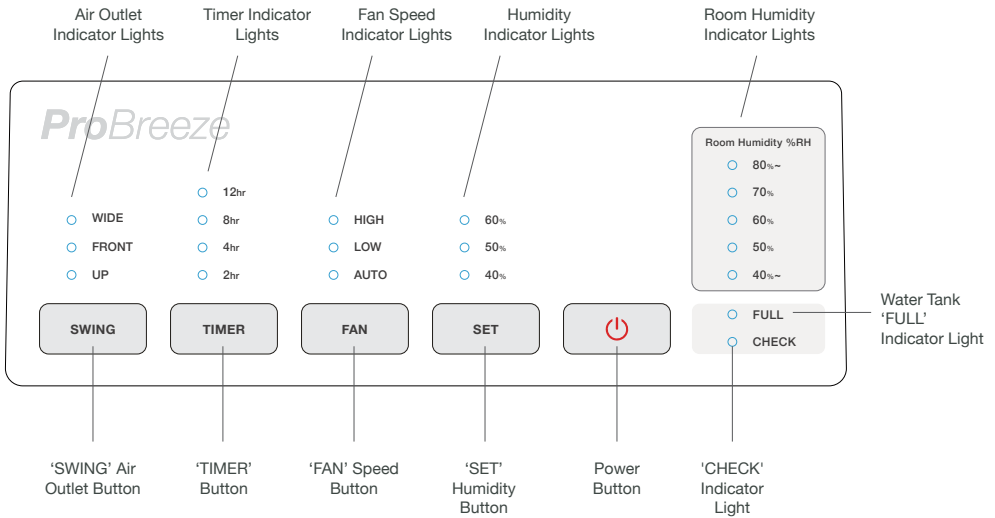 Air Outlet
Indicator Lights
Timer Indicator
Lights
Fan Speed
Indicator Lights
Humidity
Indicator Lights
Room Humidity
Indicator Lights
ProBreeze
WIDE
FRONT
UP
12hr
8hr
4hr
2hr
HIGH
LOW
AUTO
60%
50%
40%
Room Humidity %RH
80%~
70%
60%
50%
40%~
SWING
TIMER
FAN
SET
FULL
CHECK
Water Tank
‘FULL’
Indicator Light
‘SWING’ Air
Outlet Button
‘TIMER’
Button
‘FAN’ Speed
Button
‘SET’
Humidity
Button
Power
Button
'CHECK'
Indicator
Light